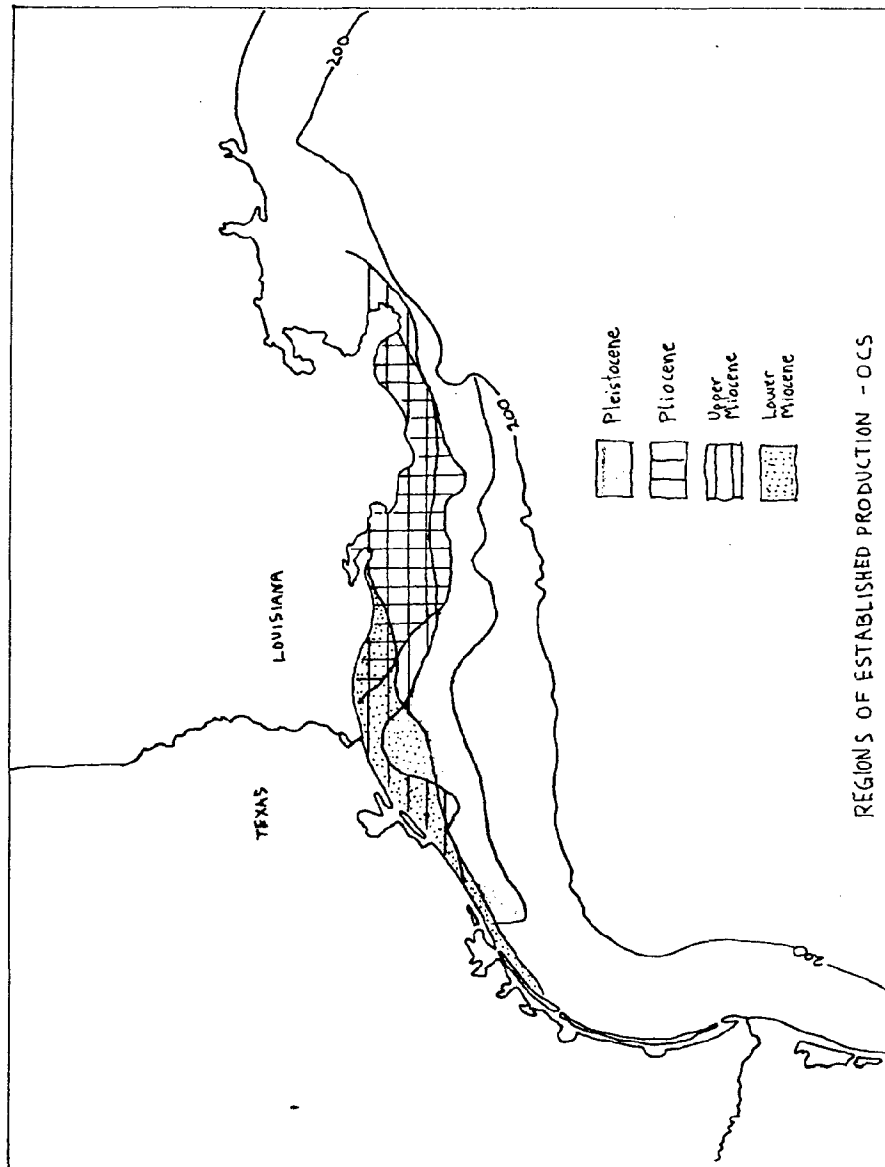 200
LOUISIANA
TEXAS
200
Pleistocene
Pliocene
Upper
Miocene
Lower
Miocene
200
REGIONS OF ESTABLISHED PRODUCTION - OCS